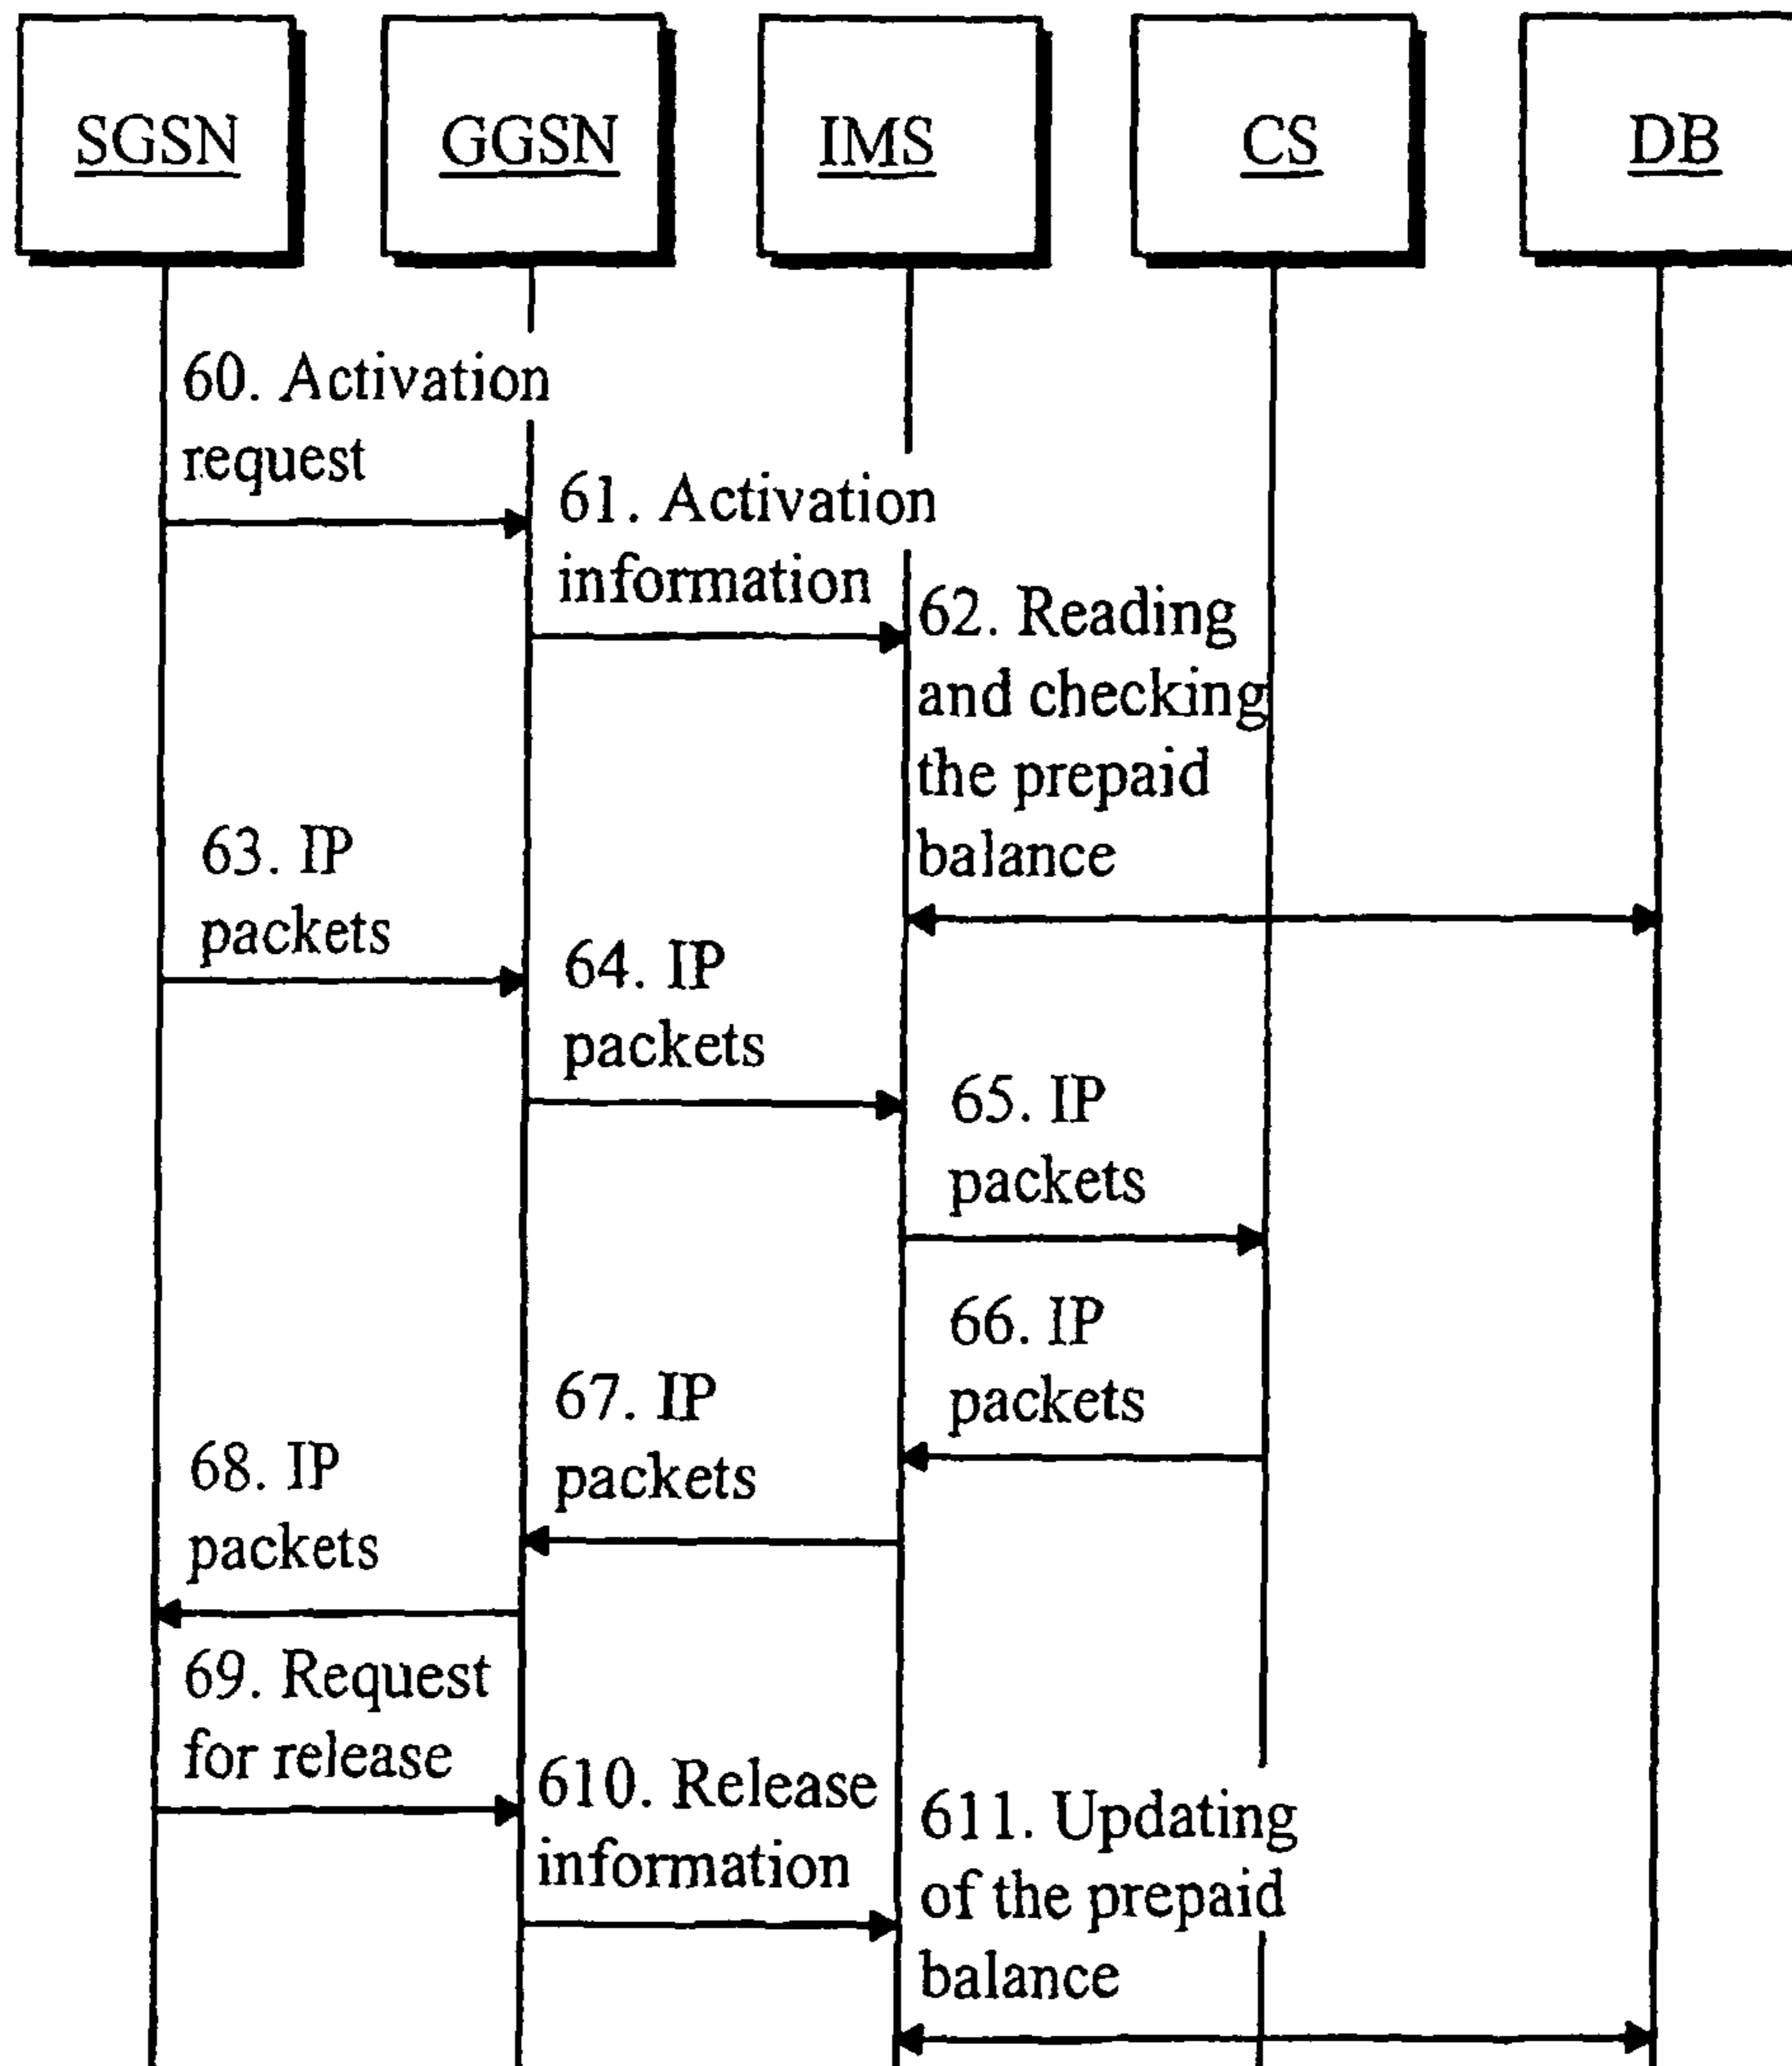 SGSN
GGSN
IMS
CS
DB
60. Activation
request
61. Activation
information
62. Reading
and checking
the prepaid
balance
63. IP
packets
64. IP
packets
65. IP
packets
66. IP
packets
67. IP
packets
68. IP
packets
69. Request
for release
610. Release
information
611. Updating
of the prepaid
balance